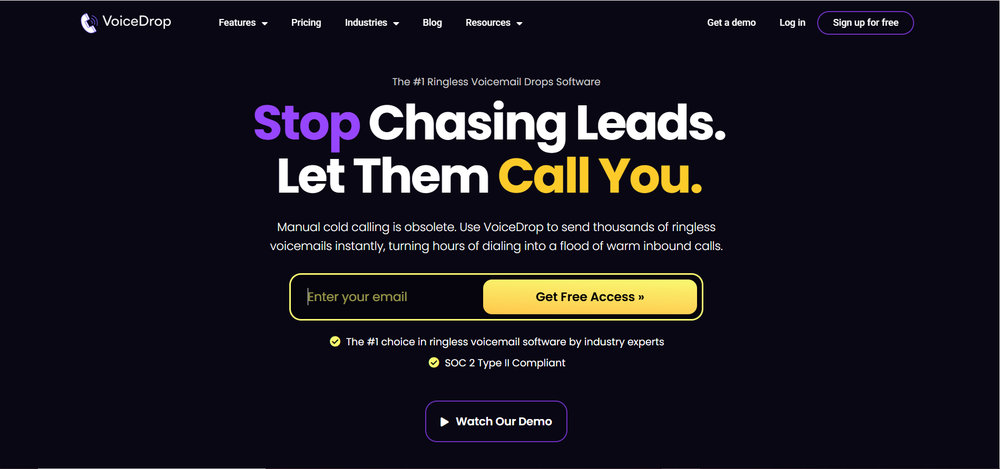 VoiceDrop
Features
Pricing
Industries
Blog
Resources
Get a demo
Log in
Sign up for free
The #1 Ringless Voicemail Drops Software
Stop Chasing Leads.
Let Them Call You.
Manual cold calling is obsolete. Use VoiceDrop to send thousands of ringless
voicemails instantly, turning hours of dialing into a flood of warm inbound calls.
Enter your email
Get Free Access »
The #1 choice in ringless voicemail software by industry experts
SOC 2 Type II Compliant
Watch Our Demo